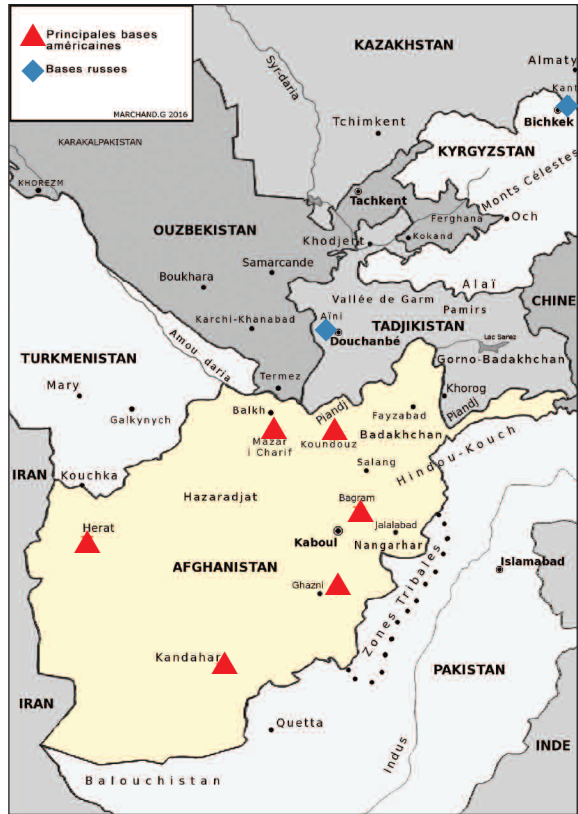 Principales bases
américaines
Bases russes
MARCHAND.G 2016
KAZAKHSTAN
Almaty
Kant
Bichkek
Syr-daria
Tchimkent
KARAKALPAKISTAN
KYRGYZSTAN
Monts Célestes
KHOREZM
Tachkent
Ferghana
Och
OUZBEKISTAN
Kokand
Khodjent
Samarcande
Boukhara
Alaï
Vallée de Garm
CHINE
Pamirs
Aïni
Karchi-Khanabad
TADJIKISTAN
Douchanbé
Lac Sarez
Amou-daria
TURKMENISTAN
Gorno-Badakhchan
Termez
Mary
Khorog
Galkynych
Balkh
Piandj
Fayzabad
Piandj
Mazar
i Charif
Koundouz
Badakhchan
Hindou-Kouch
Salang
IRAN
Kouchka
Hazaradjat
Bagram
Herat
Jalalabad
Kaboul
Nangarhar
Islamabad
AFGHANISTAN
Ghazni
Zones Tribales
Kandahar
PAKISTAN
IRAN
Quetta
Indus
INDE
Balouchistan